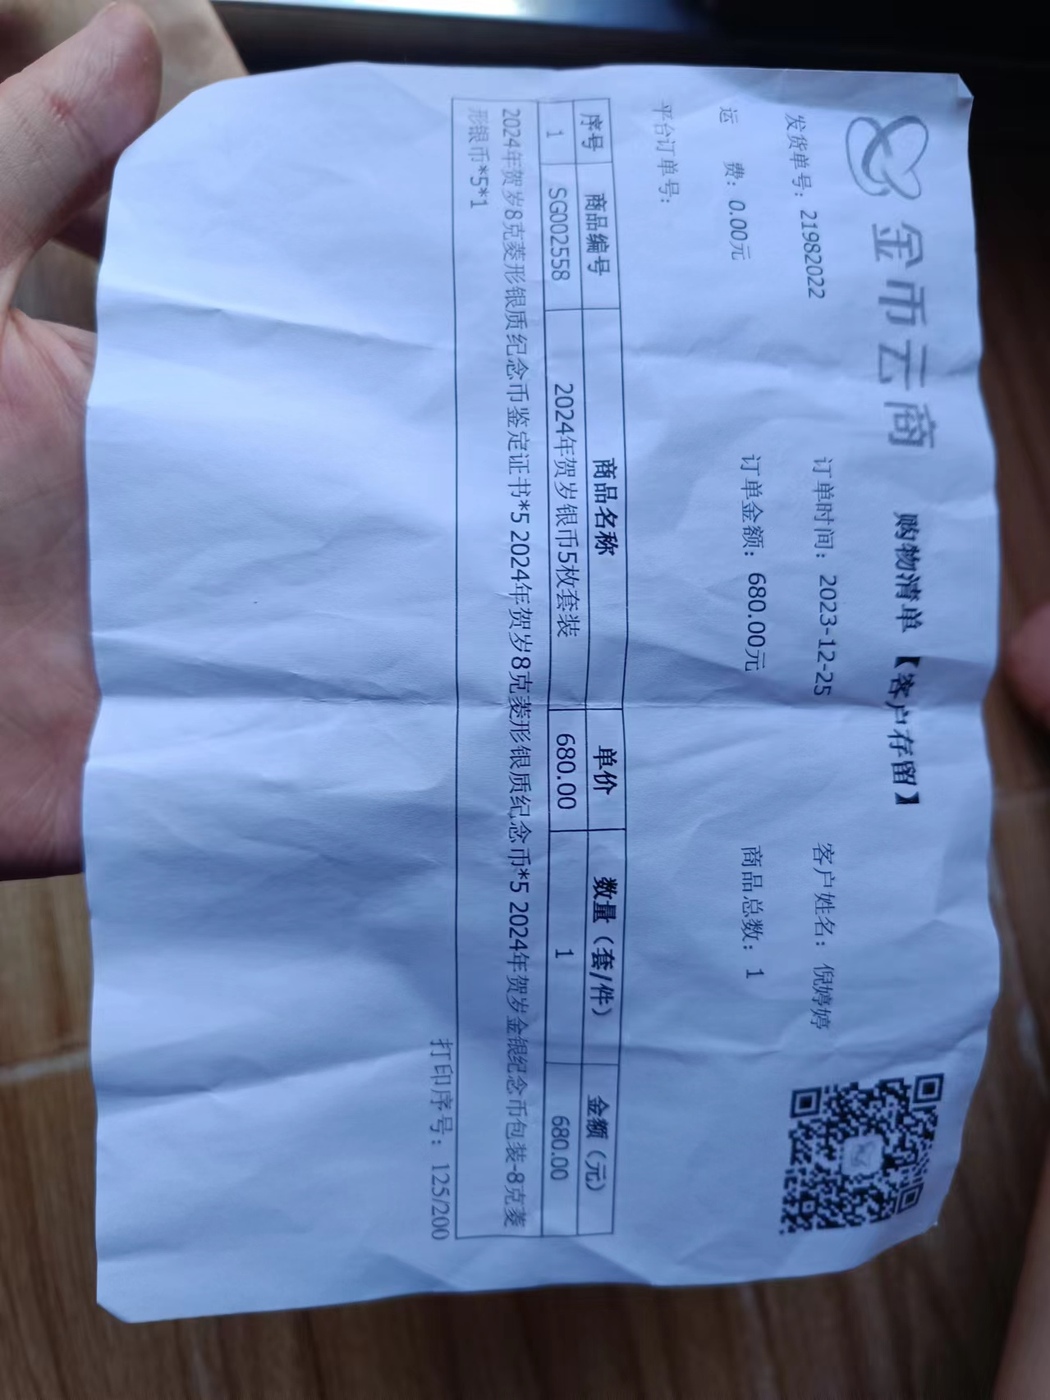 金币云商 购物清单 【客户存留】
发货单号：21982022 订单时间：2023-12-25 客户姓名：倪婷婷
运 费：0.00元 订单金额：680.00元 商品总数：1
平台订单号：
序号 商品编号 商品名称 单价 数量（套/件） 金额（元）
1 SG002558 2024年贺岁银币5枚套装 680.00 1 680.00
2024年贺岁8克菱形银质纪念币鉴定证书*5 2024年贺岁8克菱形银质纪念币*5 2024年贺岁金银纪念币包装-8克菱
形银币*5*1
打印序号：125/200